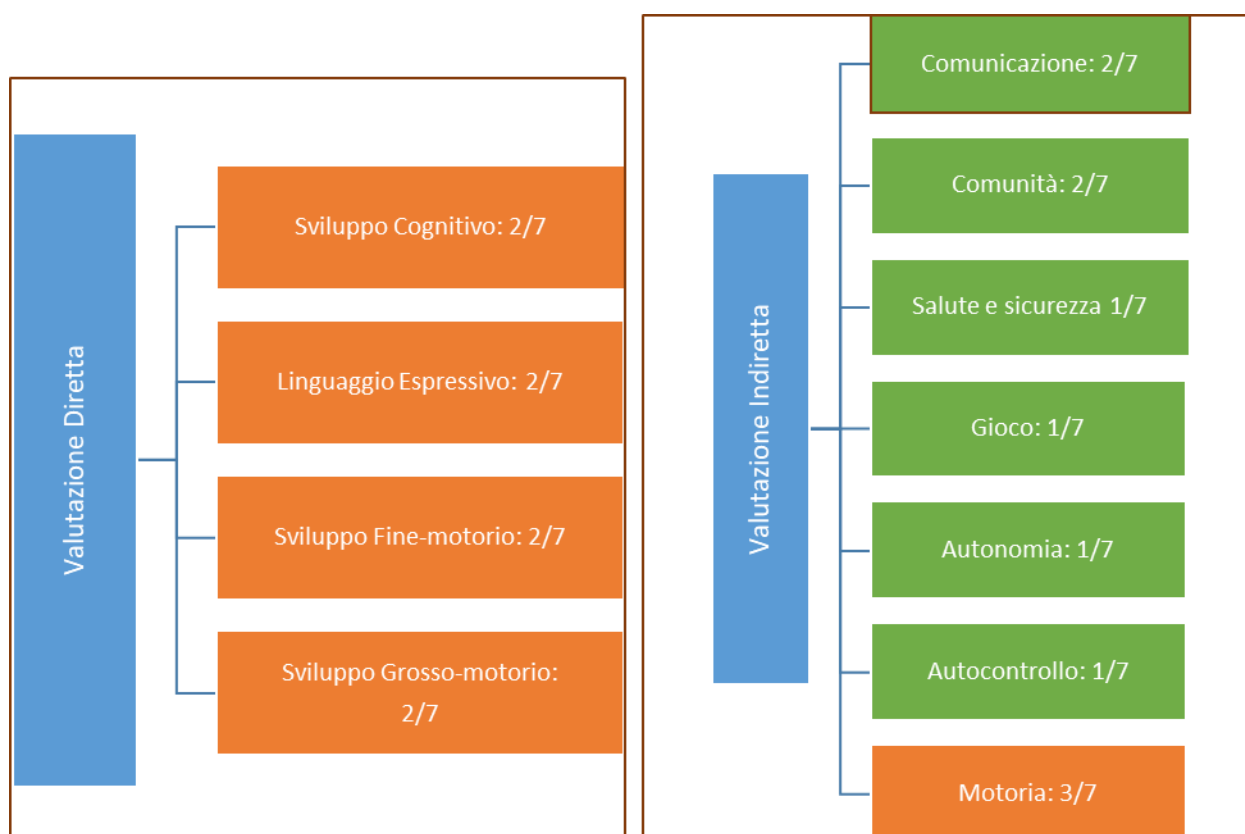 Valutazione Diretta
Sviluppo Cognitivo: 2/7
Linguaggio Espressivo: 2/7
Sviluppo Fine-motorio: 2/7
Sviluppo Grosso-motorio:
2/7
Valutazione Indiretta
Comunicazione: 2/7
Comunità: 2/7
Salute e sicurezza 1/7
Gioco: 1/7
Autonomia: 1/7
Autocontrollo: 1/7
Motoria: 3/7